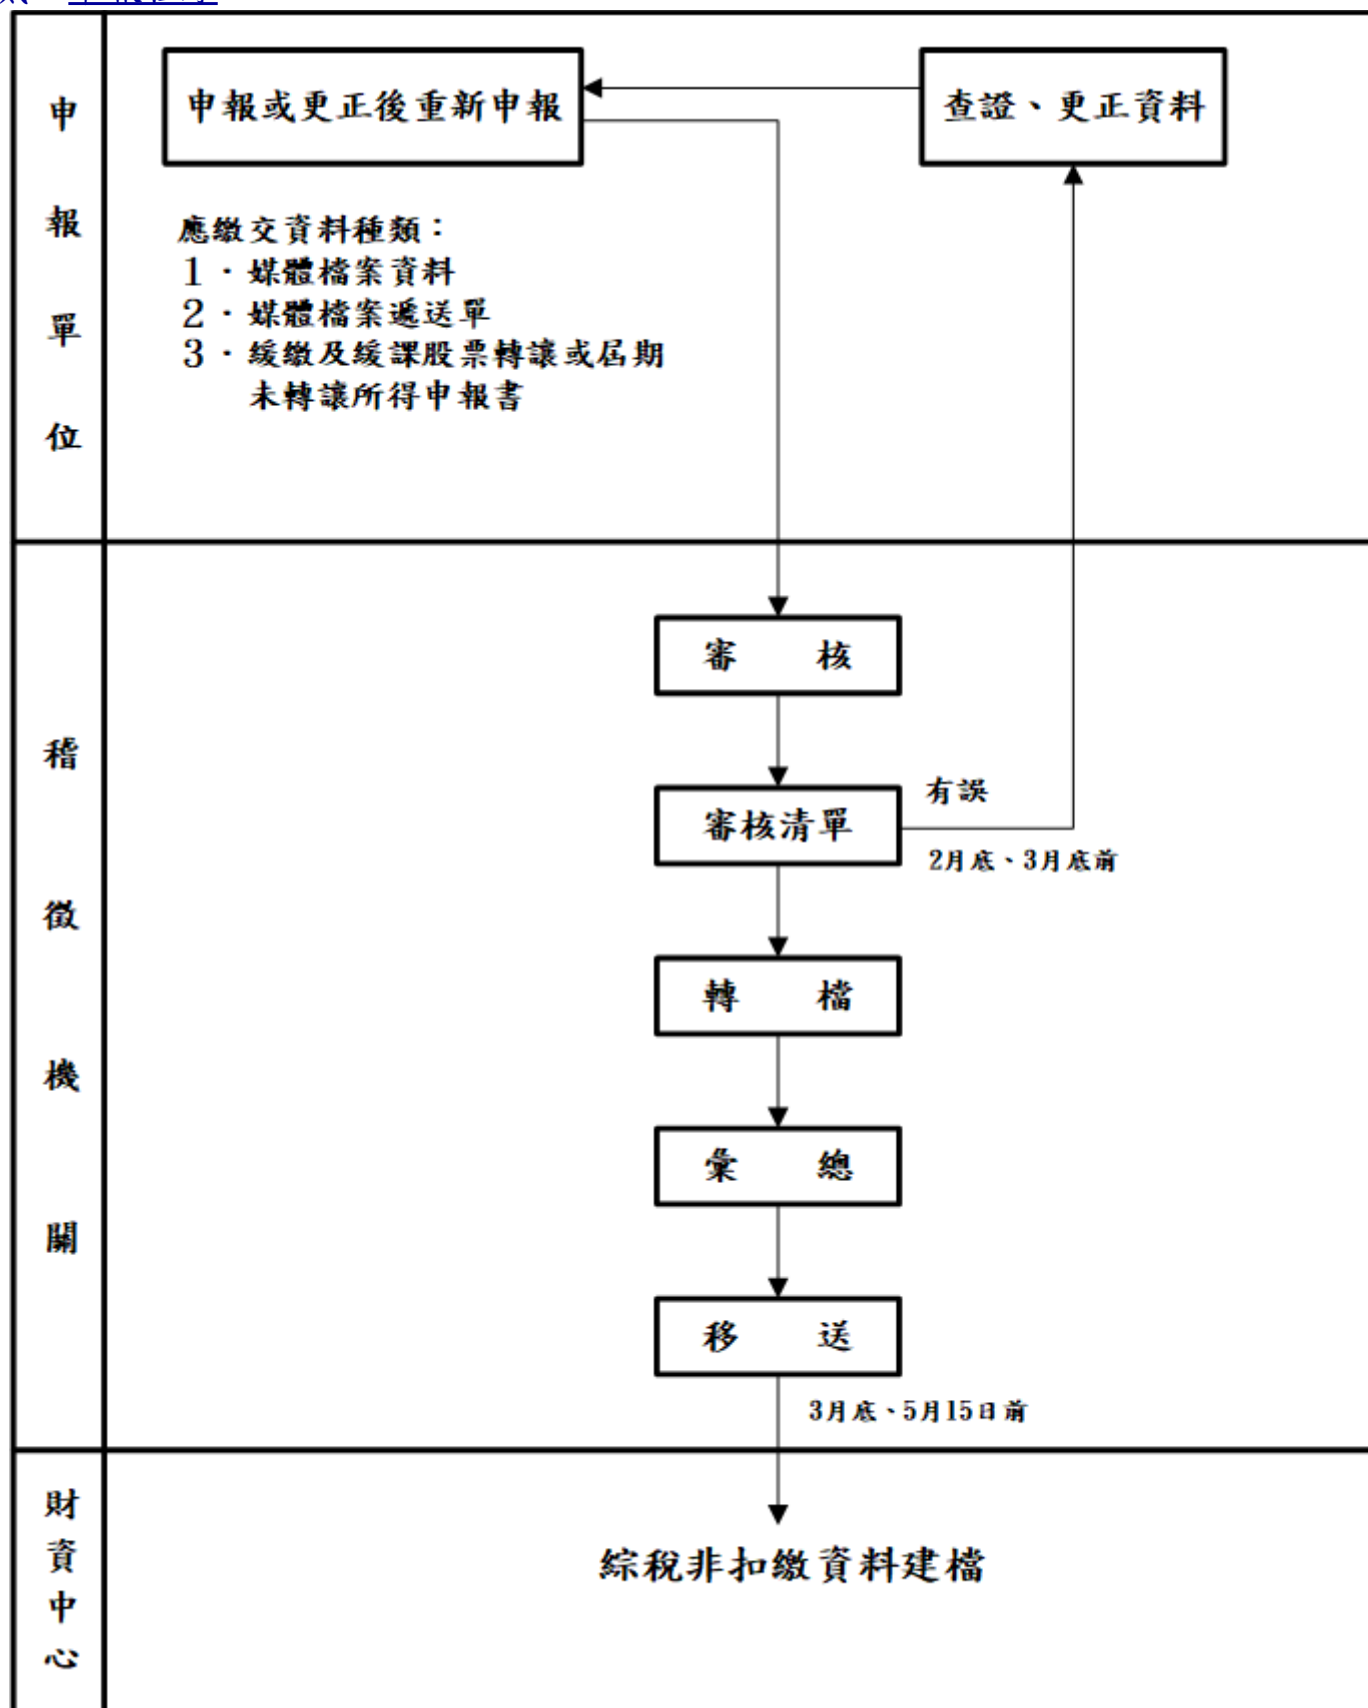 申報單位
申報或更正後重新申報
查證、更正資料
應繳交資料種類：
1．媒體檔案資料
2．媒體檔案遞送單
3．緩繳及緩課股票轉讓或屆期
未轉讓所得申報書
稽徵機關
審　核
審核清單
有誤
2月底、3月底前
轉　檔
彙　總
移　送
3月底、5月15日前
財資中心
綜稅非扣繳資料建檔